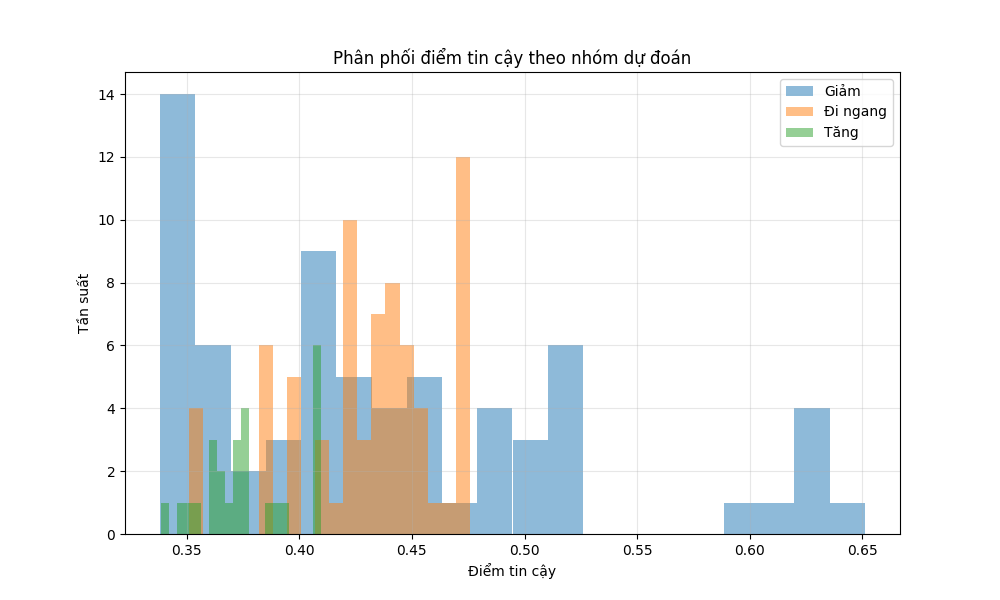 Phân phối điểm tin cậy theo nhóm dự đoán
Giảm
Đi ngang
Tăng
14
12
10
8
6
4
2
0
Tần suất
0.35
0.40
0.45
0.50
0.55
0.60
0.65
Điểm tin cậy